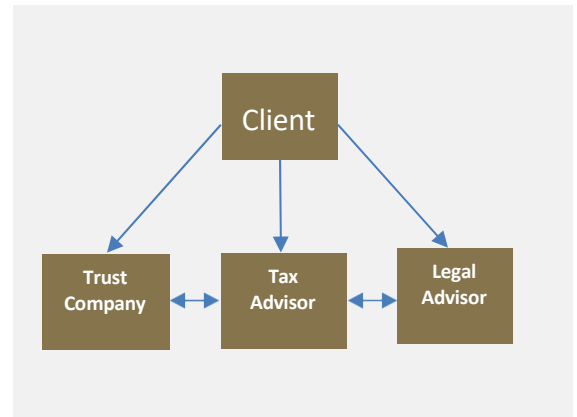 Client
Trust
Company
Tax
Advisor
Legal
Advisor